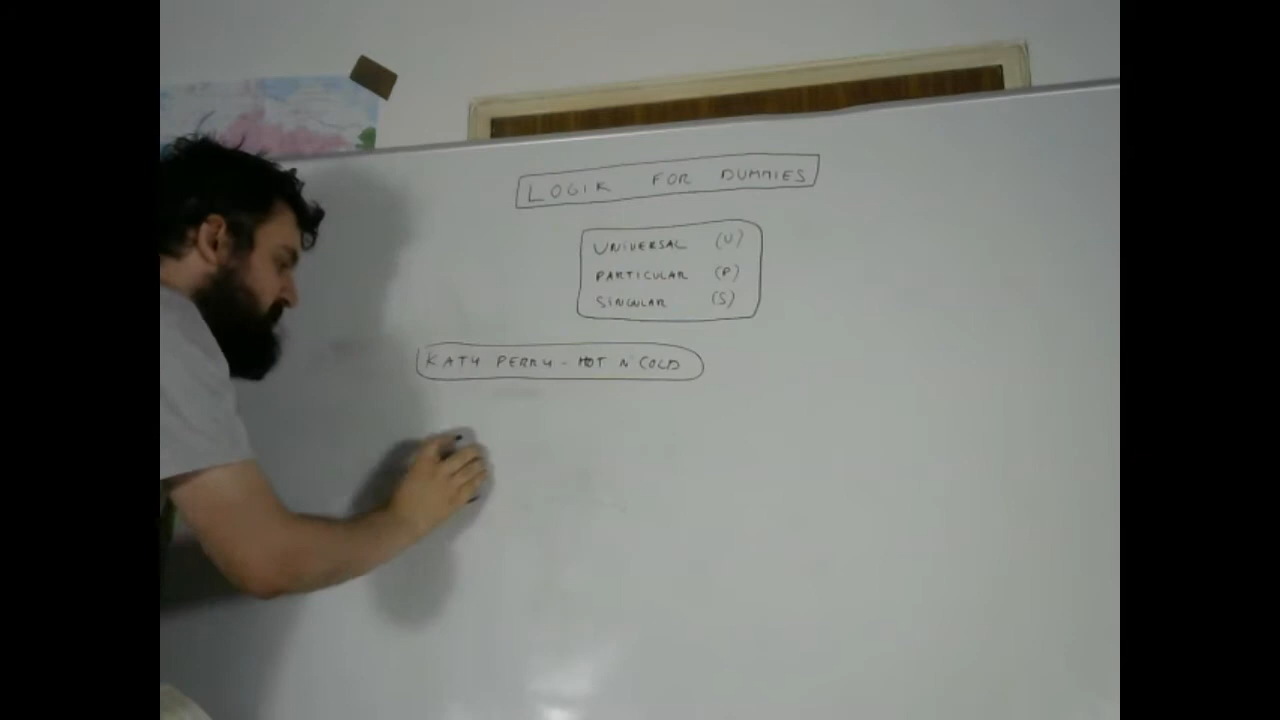 LOGIK FOR DUMMIES
UNIVERSAL (U)
PARTICULAR (P)
SINGULAR (S)
KATY PERRY - HOT N' COLD